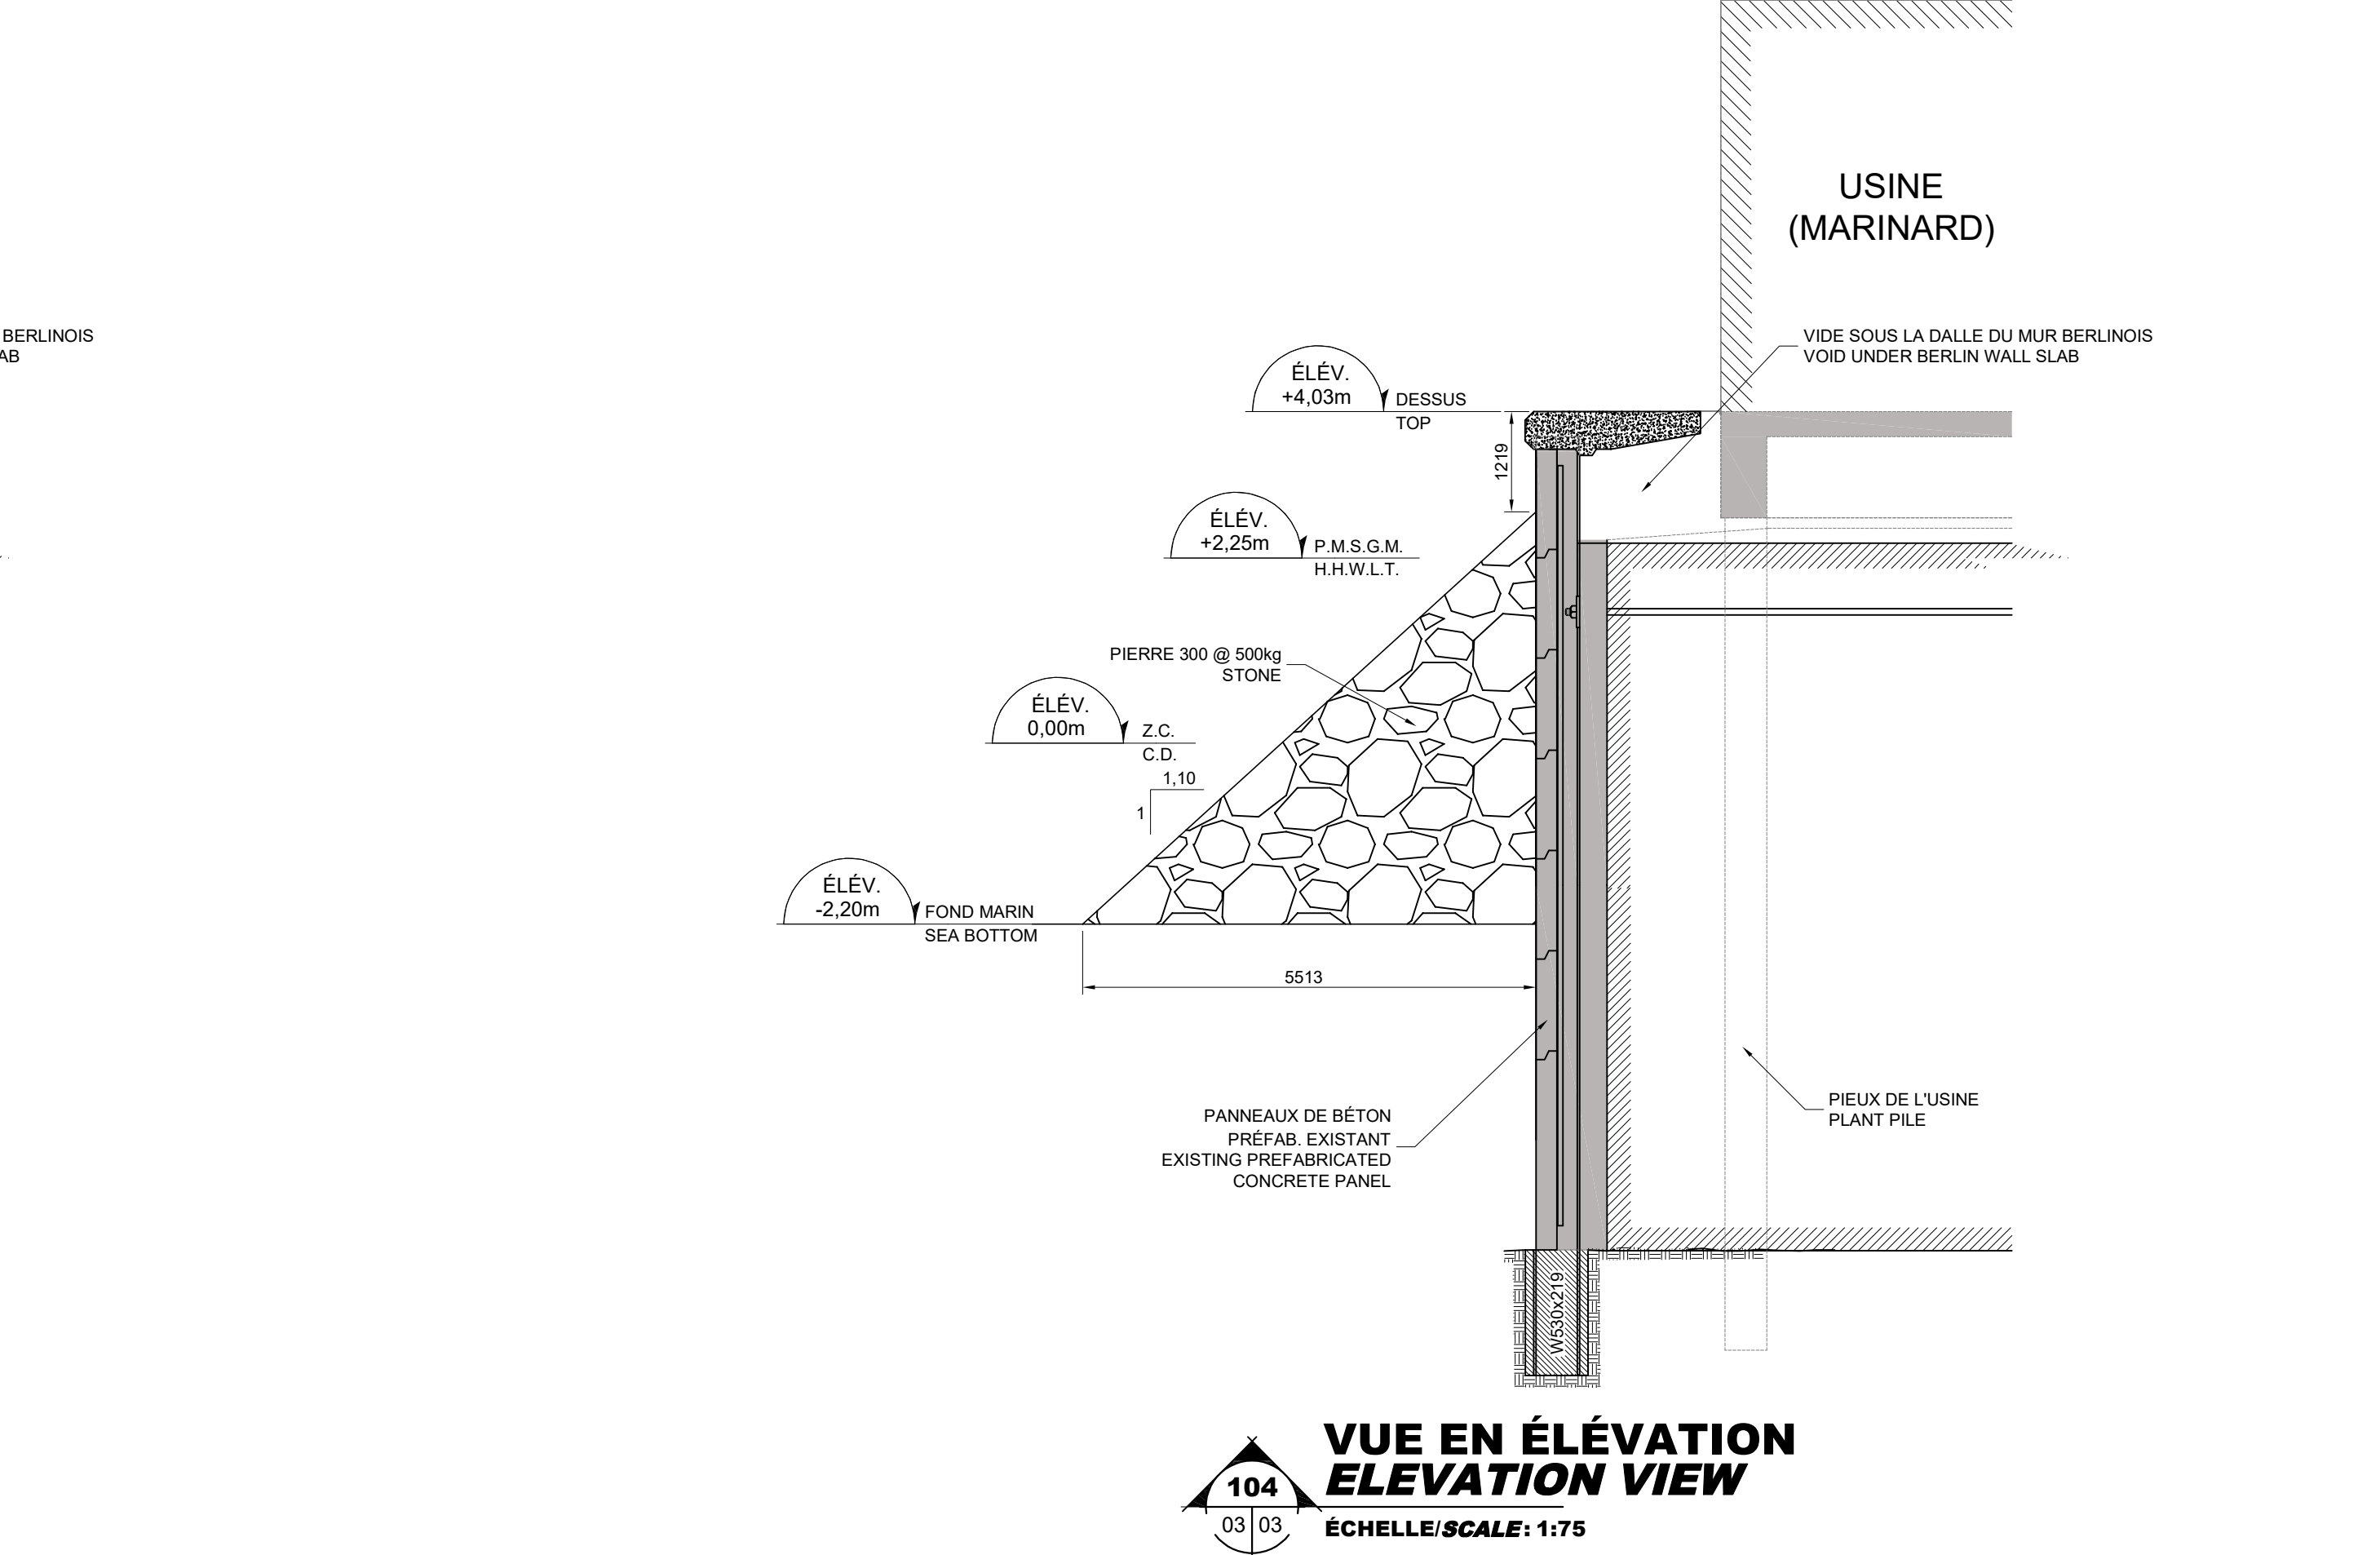 BERLINOIS
AB
USINE
(MARINARD)
VIDE SOUS LA DALLE DU MUR BERLINOIS
VOID UNDER BERLIN WALL SLAB
ÉLÉV.
+4,03m
DESSUS
TOP
1219
ÉLÉV.
+2,25m
P.M.S.G.M.
H.H.W.L.T.
PIERRE 300 @ 500kg
STONE
ÉLÉV.
0,00m
Z.C.
C.D.
1,10
1
ÉLÉV.
-2,20m
FOND MARIN
SEA BOTTOM
5513
PANNEAUX DE BÉTON
PRÉFAB. EXISTANT
EXISTING PREFABRICATED
CONCRETE PANEL
PIEUX DE L'USINE
PLANT PILE
W530x219
VUE EN ÉLÉVATION
ELEVATION VIEW
104
03 03
ÉCHELLE/SCALE: 1:75